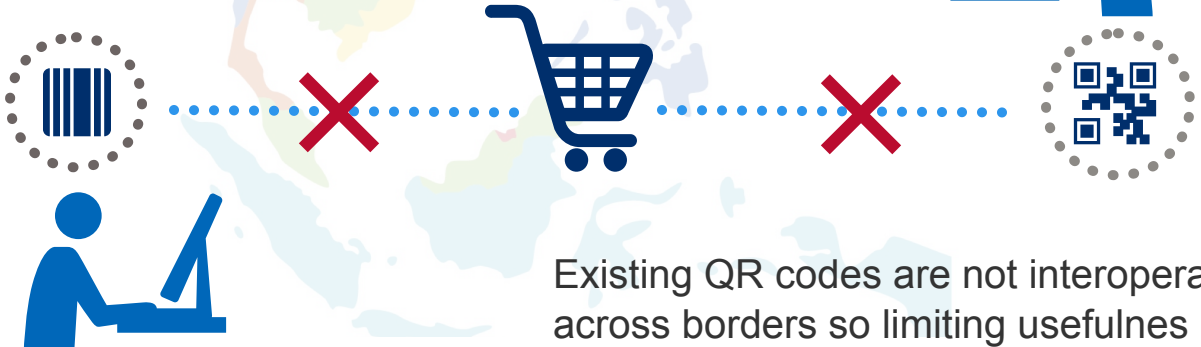 Existing QR codes are not interopera
across borders so limiting usefulnes